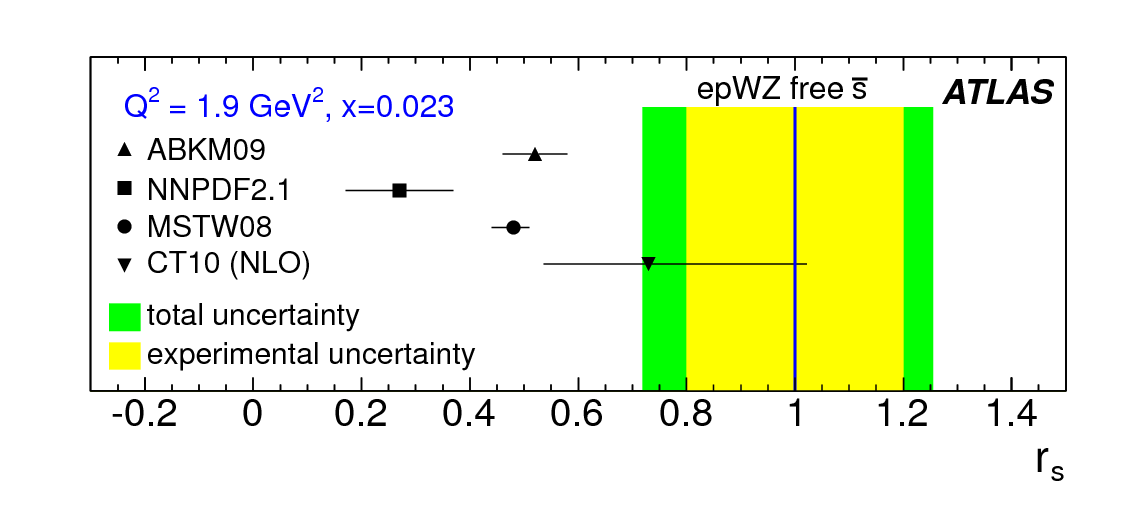 epWZ free s̅
ATLAS
Q² = 1.9 GeV², x=0.023
ABKM09
NNPDF2.1
MSTW08
CT10 (NLO)
total uncertainty
experimental uncertainty
-0.2 0 0.2 0.4 0.6 0.8 1 1.2 1.4
rₛ